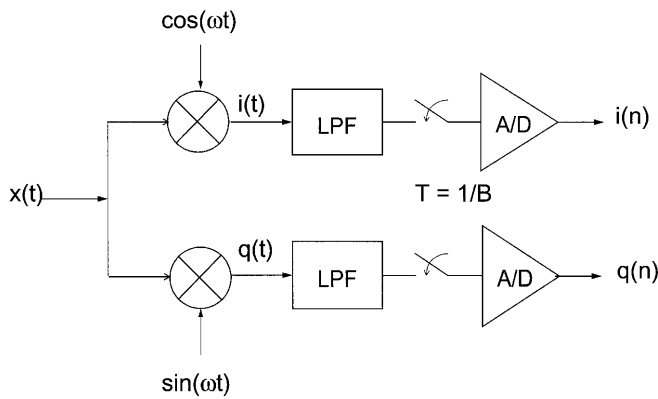 cos(ωt)
i(t)
LPF
A/D
i(n)
x(t)
T = 1/B
q(t)
LPF
A/D
q(n)
sin(ωt)